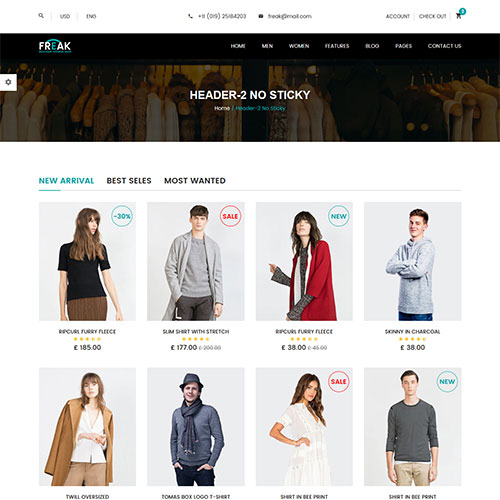 USD ENG +11 (019) 25184203 freak@mail.com ACCOUNT CHECK OUT 3
FREAK HOME MEN WOMEN FEATURES BLOG PAGES CONTACT US
HEADER-2 NO STICKY
Home / Header-2 No Sticky
NEW ARRIVAL BEST SELES MOST WANTED
-30% SALE NEW
RIPCURL FURRY FLEECE SLIM SHIRT WITH STRETCH RIPCURL FURRY FLEECE SKINNY IN CHARCOAL
£ 185.00 £ 177.00 £ 200.00 £ 38.00 £ 45.00 £ 38.00
SALE NEW
TWILL OVERSIZED TOMAS BOX LOGO T-SHIRT SHIRT IN BEE PRINT SHIRT IN BEE PRINT